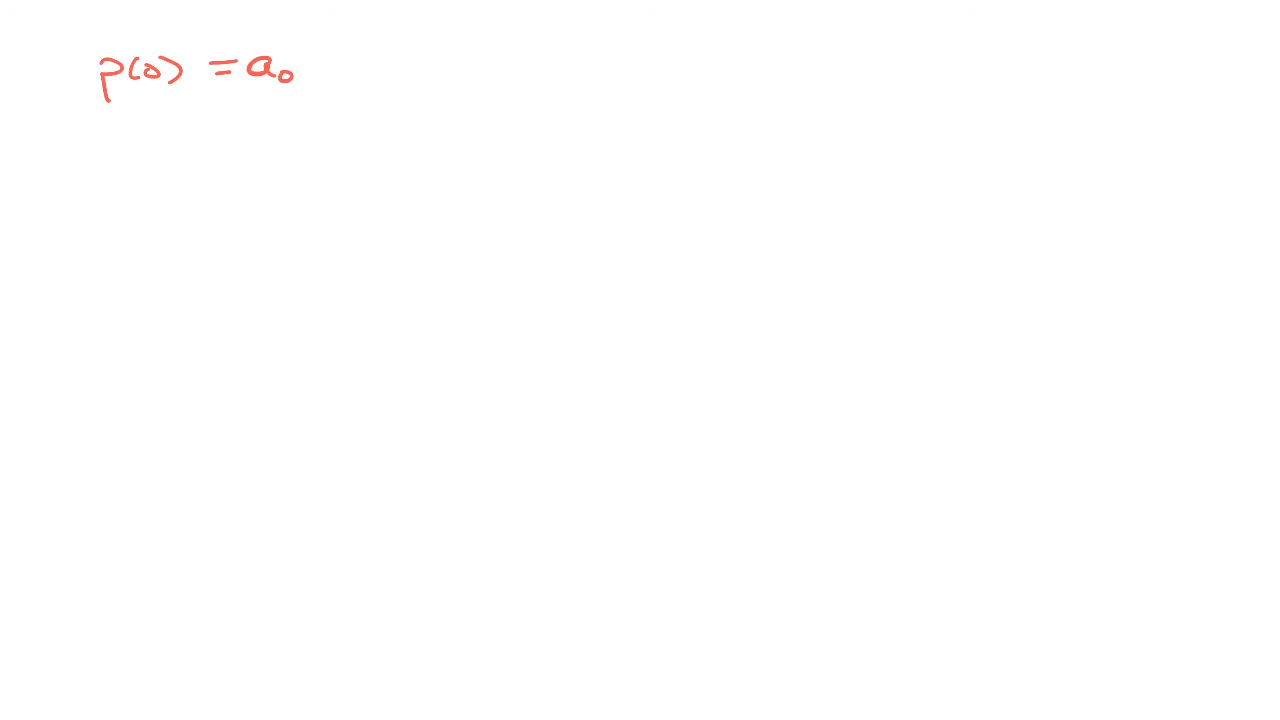 p(0) = a₀